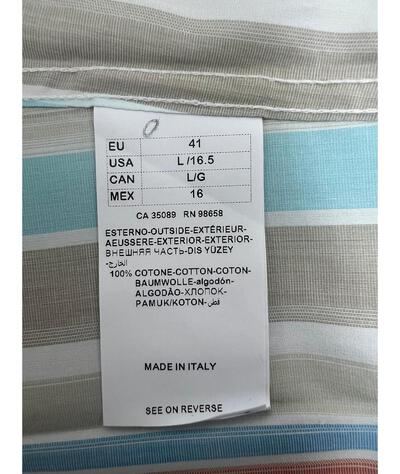 EU 41
USA L/16.5
CAN L/G
MEX 16
CA 35089 RN 98658
ESTERNO-OUTSIDE-EXTÉRIEUR-
AEUSSERE-EXTERIOR-EXTERIOR-
ВНЕШНЯЯ ЧАСТЬ-DIS YÜZEY
الخارج-
100% COTONE-COTTON-COTON-
BAUMWOLLE-algodón-
ALGODÃO-ХЛОПОК-
PAMUK/KOTON-قطن
MADE IN ITALY
SEE ON REVERSE